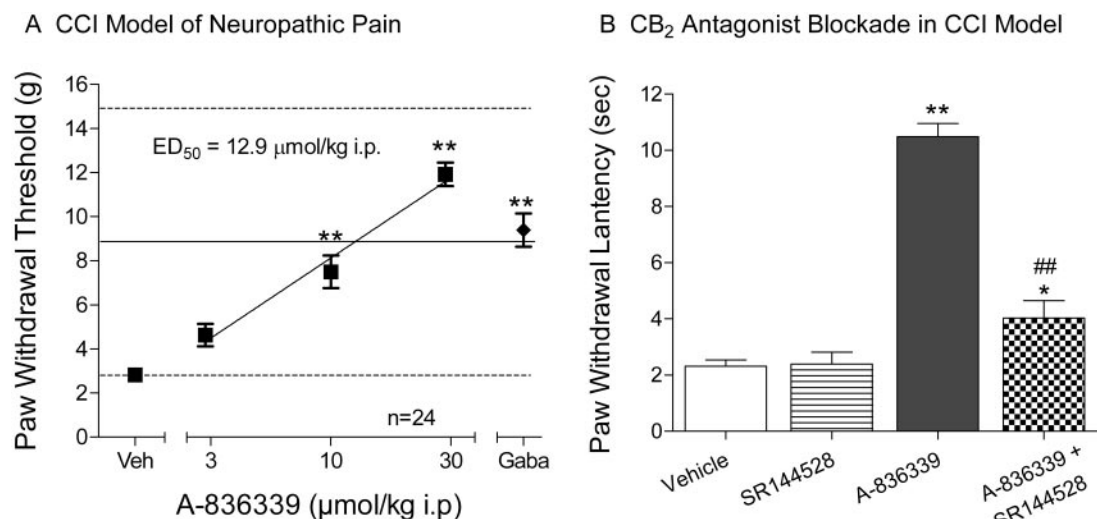 A CCI Model of Neuropathic Pain
Paw Withdrawal Threshold (g)
16
14
12
10
8
6
4
2
0
ED50 = 12.9 μmol/kg i.p.
**
**
**
n=24
Veh
3
10
30
Gaba
A-836339 (μmol/kg i.p)
B CB2 Antagonist Blockade in CCI Model
Paw Withdrawal Lantency (sec)
12
10
8
6
4
2
0
**
##
*
Vehicle
SR144528
A-836339
A-836339 +
SR144528